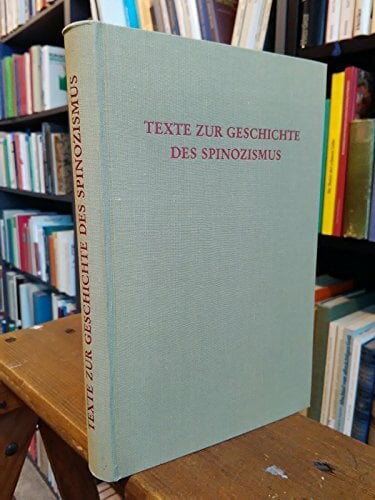 TEXTE ZUR GESCHICHTE
DES SPINOZISMUS
TEXTE ZUR GESCHICHTE DES SPINOZISMUS